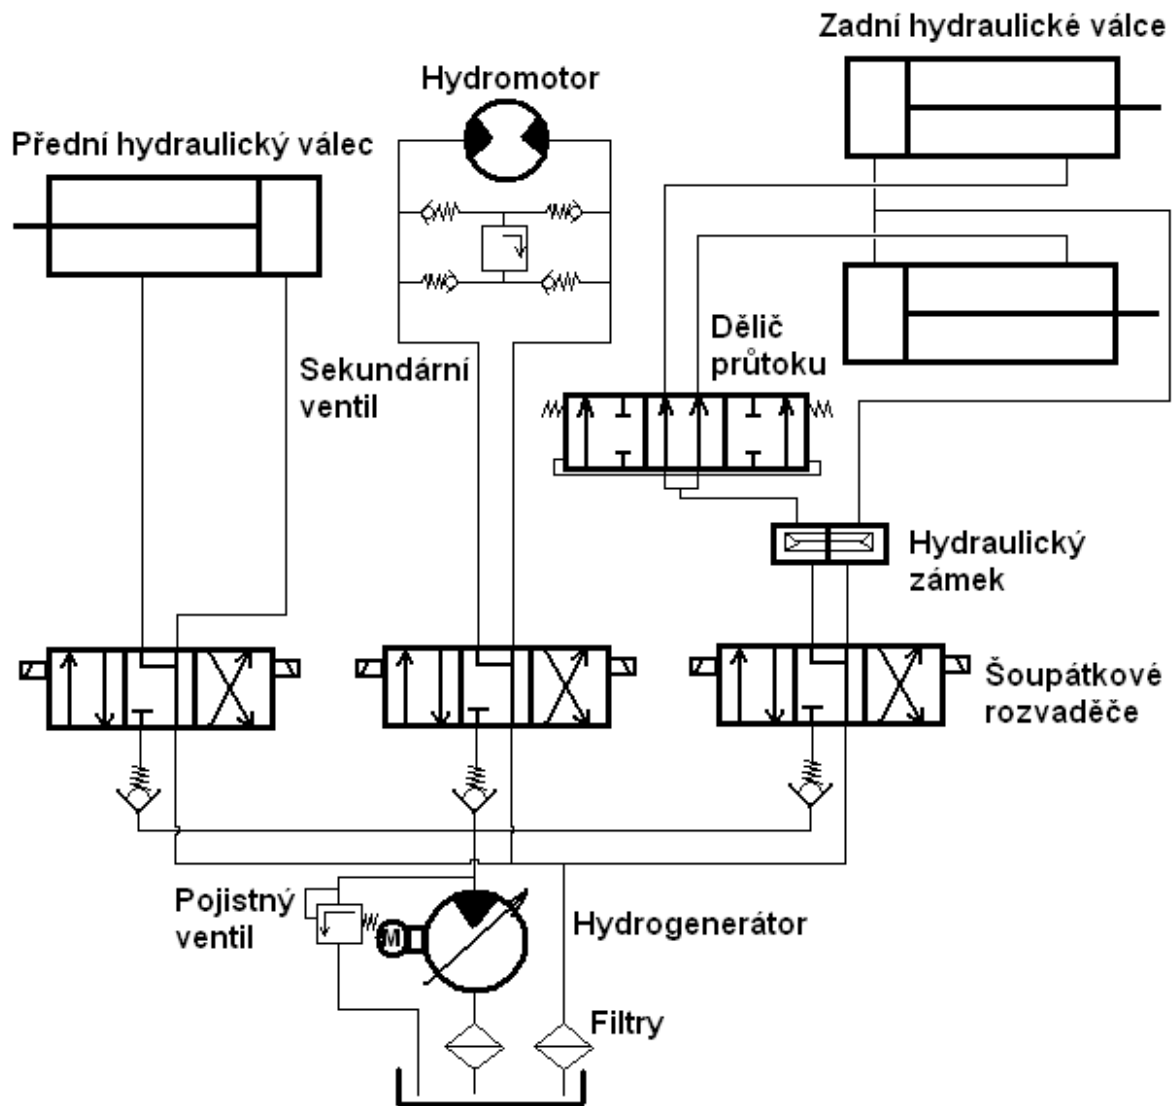 Zadní hydraulické válce
Hydromotor
Přední hydraulický válec
Dělič
průtoku
Sekundární
ventil
Hydraulický
zámek
Šoupátkové
rozvaděče
Pojistný
ventil
M
Hydrogenerátor
Filtry